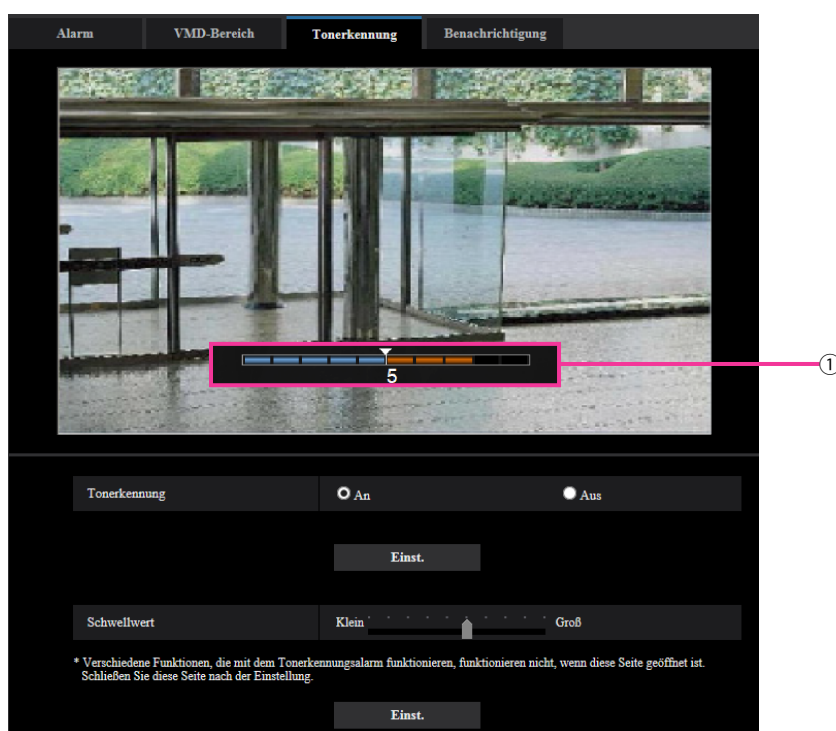 Alarm VMD-Bereich Tonerkennung Benachrichtigung
5
①
Tonerkennung An Aus
Einst.
Schwellwert Klein Groß
* Verschiedene Funktionen, die mit dem Tonerkennungsalarm funktionieren, funktionieren nicht, wenn diese Seite geöffnet ist.
Schließen Sie diese Seite nach der Einstellung.
Einst.